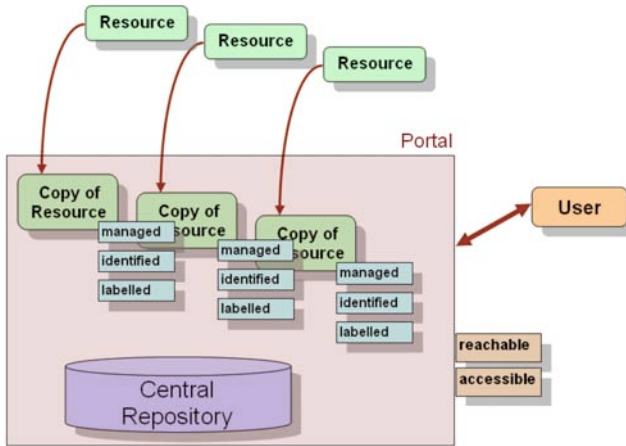 Resource
Resource
Resource
Portal
Copy of
Resource
Copy of
source
Copy of
source
managed
identified
labelled
managed
identified
labelled
managed
identified
labelled
User
reachable
accessible
Central
Repository